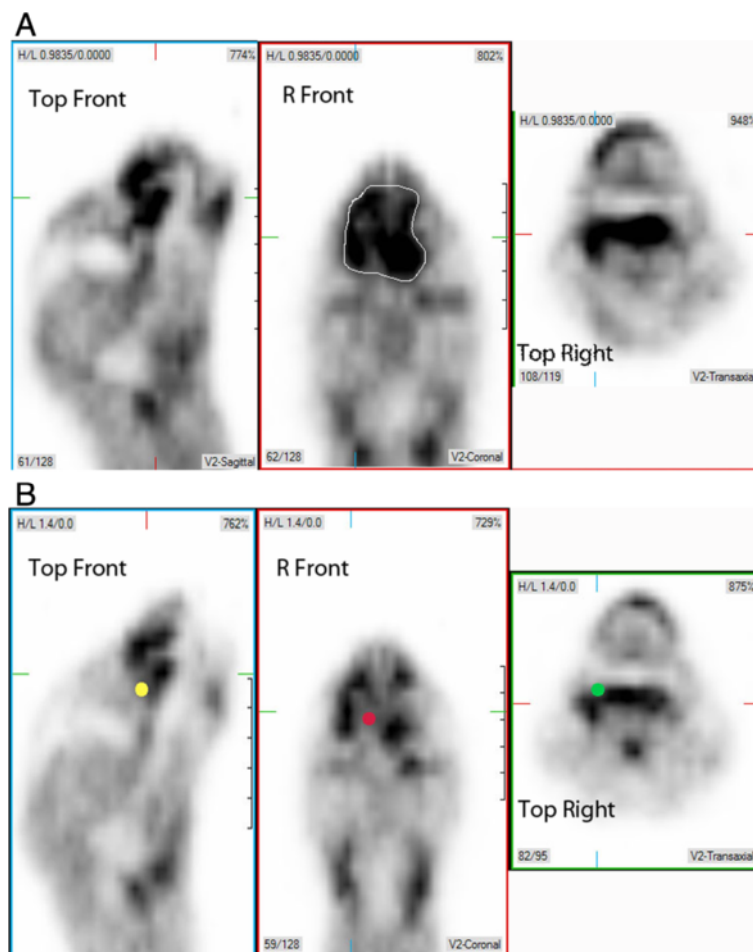 A
H/L 0.9835/0.0000 774%
Top Front
61/128 V2-Sagittal
H/L 0.9835/0.0000 802%
R Front
62/128 V2-Coronal
H/L 0.9835/0.0000 948%
Top Right
108/119 V2-Transaxial
B
H/L 1.4/0.0 762%
Top Front
H/L 1.4/0.0 729%
R Front
59/128 V2-Coronal
H/L 1.4/0.0 875%
Top Right
82/95 V2-Transaxial